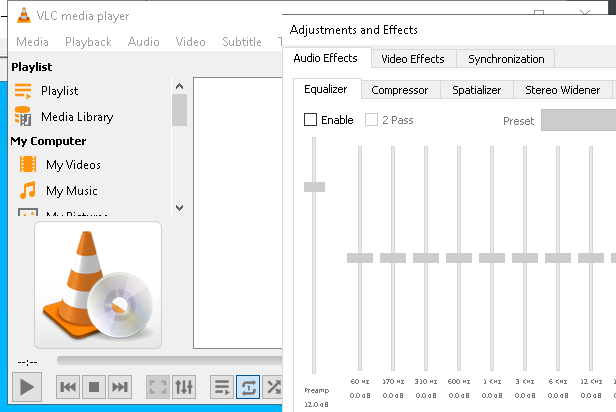 VLC media player
Media Playback Audio Video Subtitle
Playlist
Playlist
Media Library
My Computer
My Videos
My Music
My Pictures
--:--
Adjustments and Effects
Audio Effects Video Effects Synchronization
Equalizer Compressor Spatializer Stereo Widener
Enable 2 Pass Preset
60 Hz 170 Hz 310 Hz 600 Hz 1 KHz 3 KHz 6 KHz 12 KHz
Preamp 0.0 dB 0.0 dB 0.0 dB 0.0 dB 0.0 dB 0.0 dB 0.0 dB 0.0 dB
12.0 dB